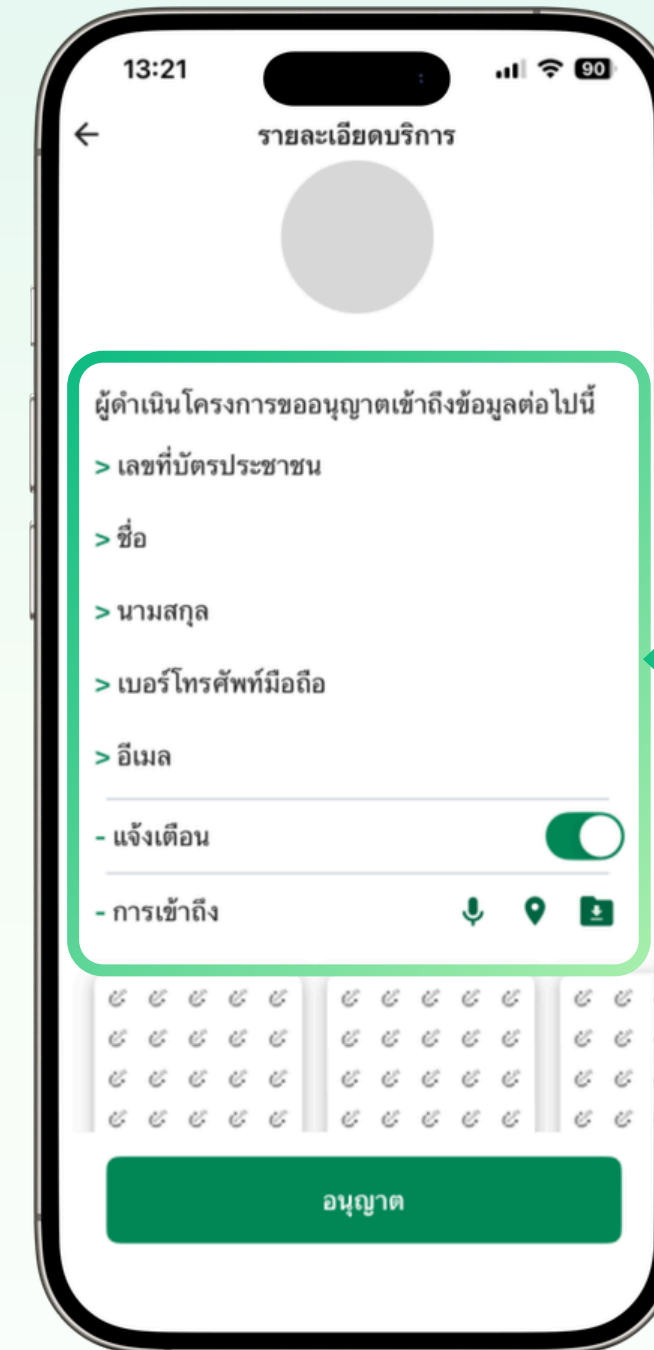 13:21
90
รายละเอียดบริการ
ผู้ดำเนินโครงการขออนุญาตเข้าถึงข้อมูลต่อไปนี้
> เลขที่บัตรประชาชน
> ชื่อ
> นามสกุล
> เบอร์โทรศัพท์มือถือ
> อีเมล
- แจ้งเตือน
- การเข้าถึง
อนุญาต